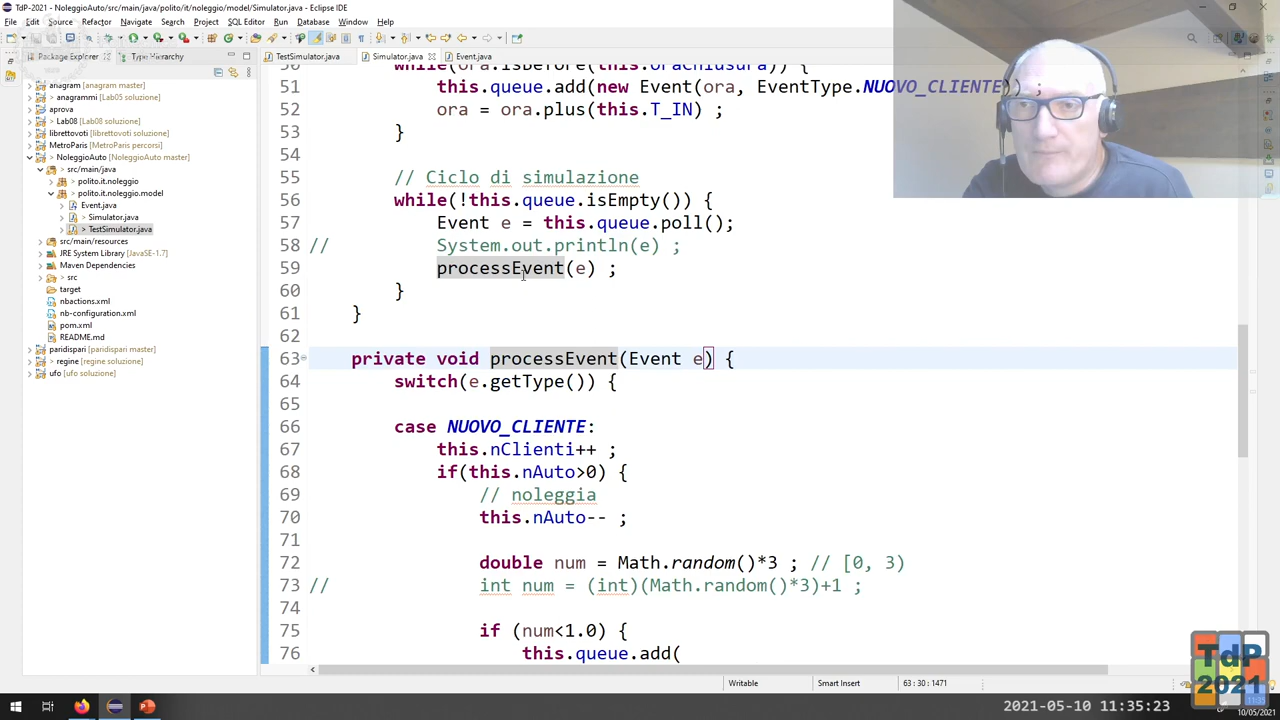 TdP-2021 - NoleggioAuto/src/main/java/polito/it/noleggio/model/Simulator.java - Eclipse IDE
File Edit Source Refactor Navigate Search Project SQL Editor Run Database Window Help
Package Explorer Type Hierarchy
TestSimulator.java Simulator.java Event.java
anagram [anagram master]
anagrammi [Lab05 soluzione]
aprova
Lab08 [Lab08 soluzione]
librettovoti [librettovoti soluzione]
MetroParis [MetroParis percorsi]
NoleggioAuto [NoleggioAuto master]
src/main/java
polito.it.noleggio
polito.it.noleggio.model
Event.java
Simulator.java
TestSimulator.java
src/main/resources
JRE System Library [JavaSE-1.7]
Maven Dependencies
src
target
nbactions.xml
nb-configuration.xml
pom.xml
README.md
paridispari [paridispari master]
regine [regine soluzione]
ufo [ufo soluzione]
50 while(ora.isBefore(this.oraChiusura)) {
51 this.queue.add(new Event(ora, EventType.NUOVO_CLIENTE)) ;
52 ora = ora.plus(this.T_IN) ;
53 }
54
55 // Ciclo di simulazione
56 while(!this.queue.isEmpty()) {
57 Event e = this.queue.poll();
58 // System.out.println(e) ;
59 processEvent(e) ;
60 }
61 }
62
63 private void processEvent(Event e) {
64 switch(e.getType()) {
65
66 case NUOVO_CLIENTE:
67 this.nClienti++ ;
68 if(this.nAuto>0) {
69 // noleggia
70 this.nAuto-- ;
71
72 double num = Math.random()*3 ; // [0, 3)
73 // int num = (int)(Math.random()*3)+1 ;
74
75 if (num<1.0) {
76 this.queue.add(
Writable Smart Insert 63 : 30 : 1471
TdP
2021
2021-05-10 11:35:23
10/05/2021